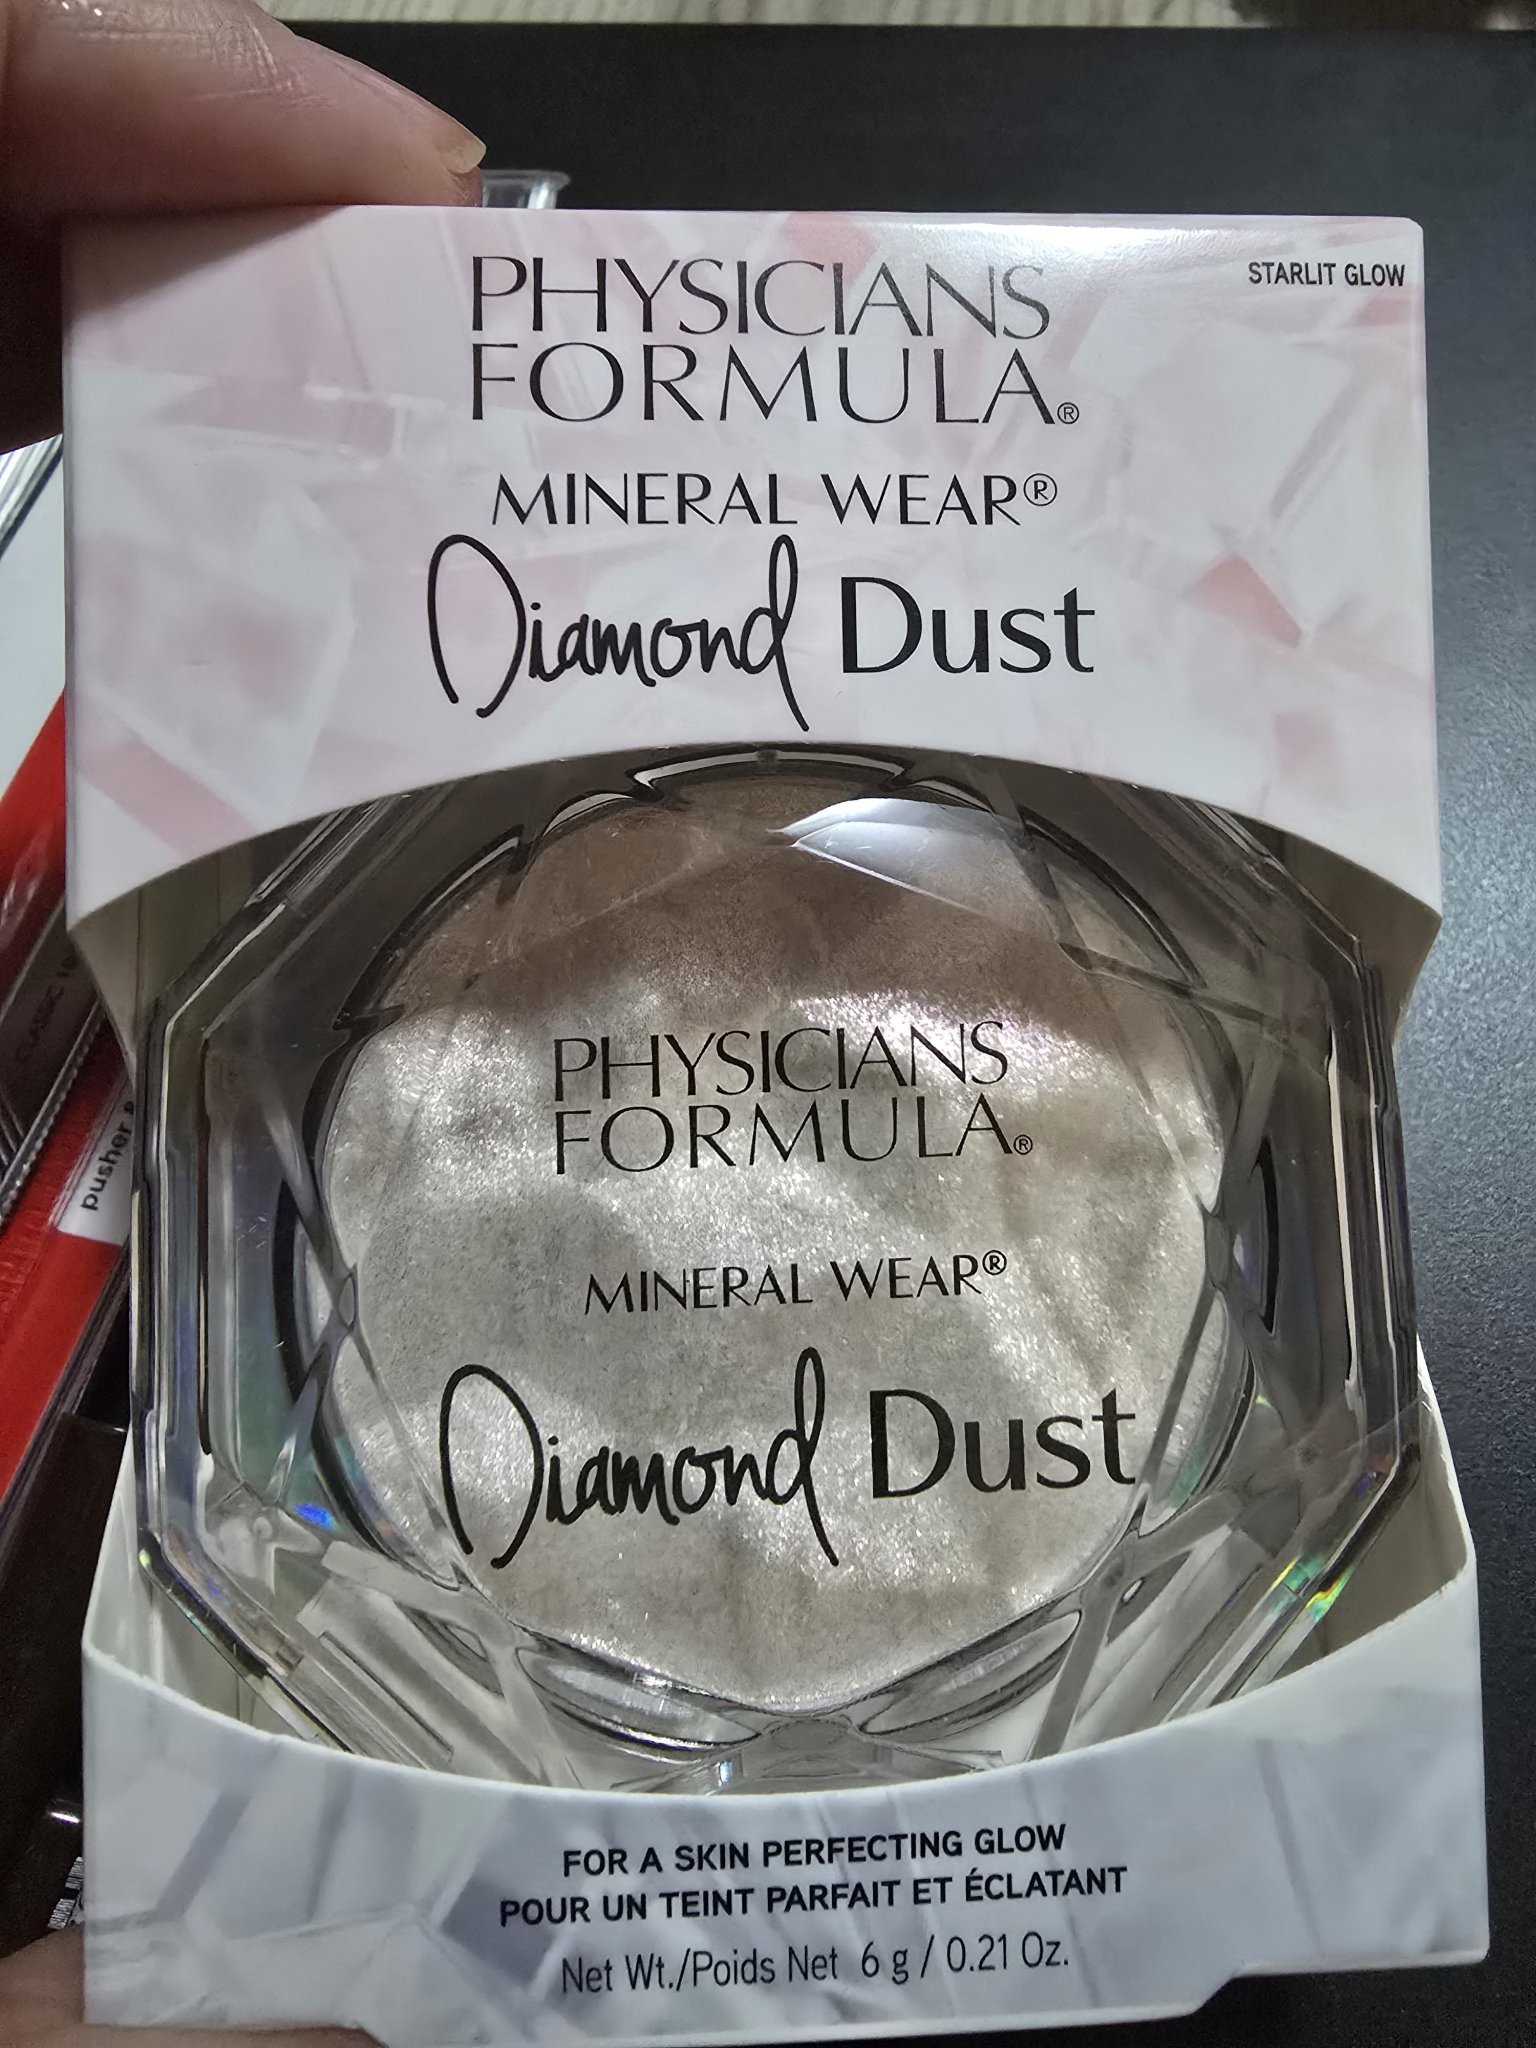 STARLIT GLOW
PHYSICIANS
FORMULA®
MINERAL WEAR®
Diamond Dust
PHYSICIANS
FORMULA®
MINERAL WEAR®
Diamond Dust
FOR A SKIN PERFECTING GLOW
POUR UN TEINT PARFAIT ET ÉCLATANT
Net Wt./Poids Net 6 g / 0.21 Oz.
pusher